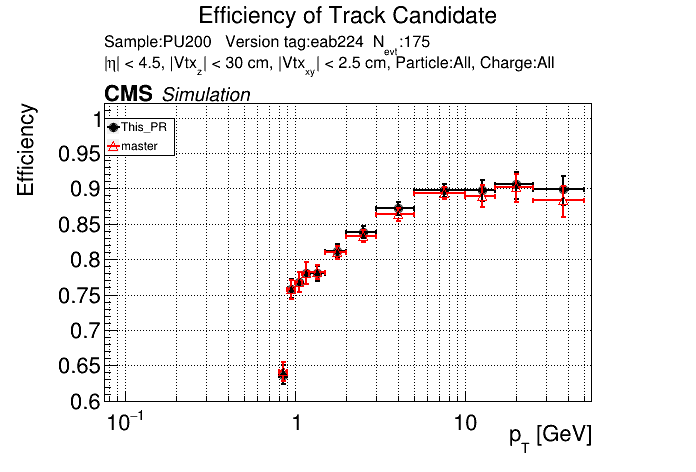 Efficiency of Track Candidate
Sample:PU200 Version tag:eab224 N_evt:175
|η| < 4.5, |Vtx_z| < 30 cm, |Vtx_xy| < 2.5 cm, Particle:All, Charge:All
CMS Simulation
Efficiency
1
0.95
0.9
0.85
0.8
0.75
0.7
0.65
0.6
This_PR
master
10⁻¹ 1 10
p_T [GeV]